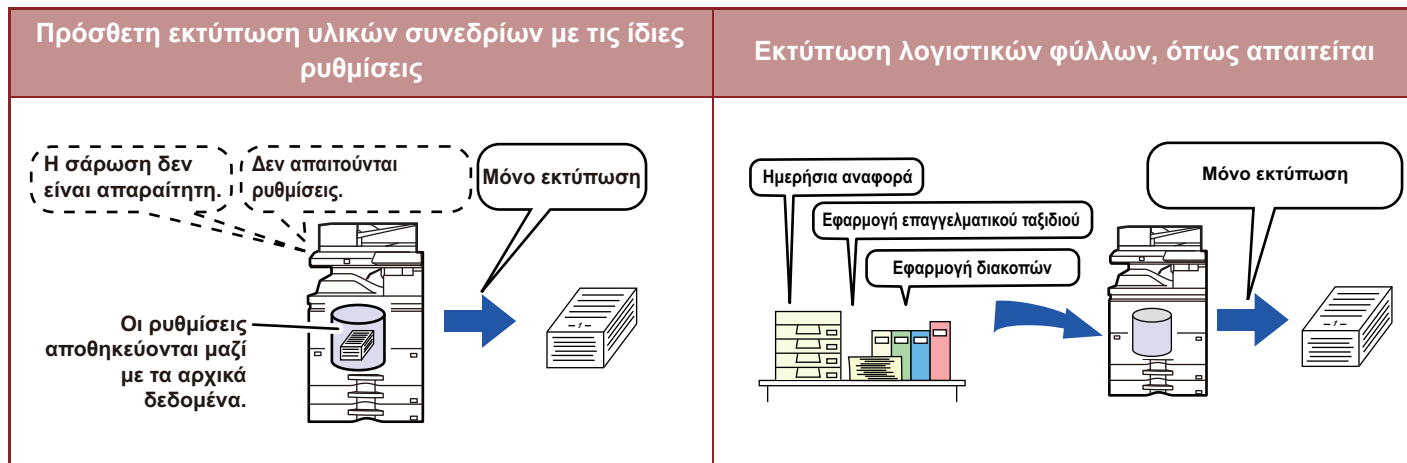 Πρόσθετη εκτύπωση υλικών συνεδρίων με τις ίδιες
ρυθμίσεις
Εκτύπωση λογιστικών φύλλων, όπως απαιτείται
Η σάρωση δεν
είναι απαραίτητη.
Δεν απαιτούνται
ρυθμίσεις.
Μόνο εκτύπωση
Οι ρυθμίσεις
αποθηκεύονται μαζί
με τα αρχικά
δεδομένα.
–1–
Ημερήσια αναφορά
Εφαρμογή επαγγελματικού ταξιδιού
Εφαρμογή διακοπών
Μόνο εκτύπωση
–1–